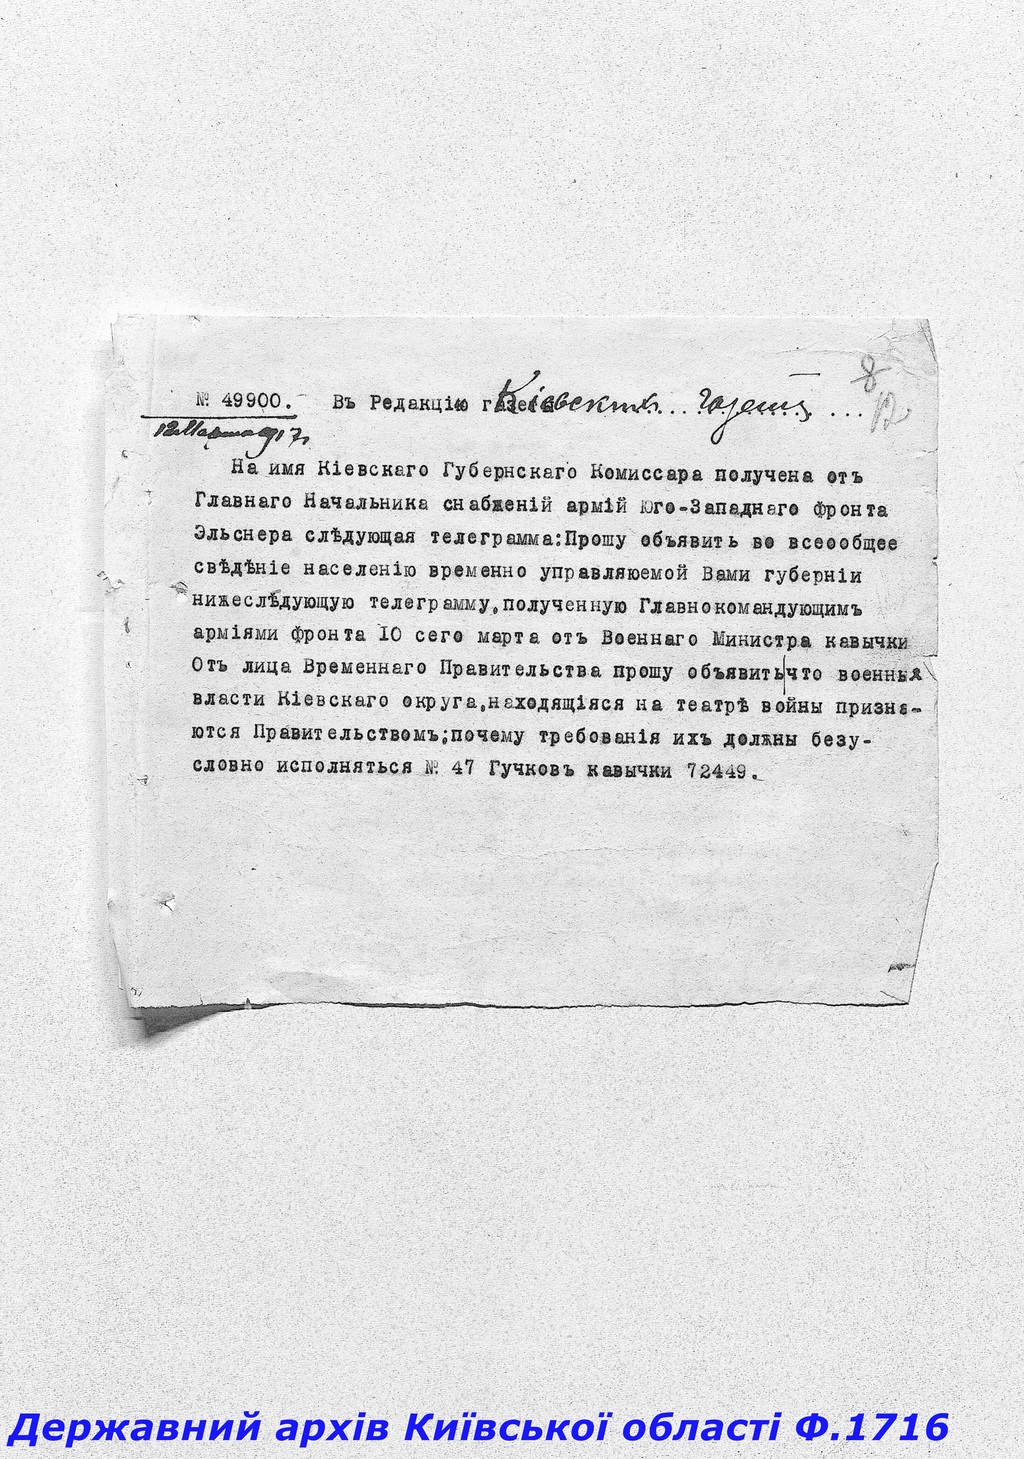 8
12
№ 49900. Въ Редакцію газеты Кіевскихъ газетъ
12 Марта 917 г.
На имя Кіевскаго Губернскаго Комиссара получена отъ
Главнаго Начальника снабженій армій Юго-Западнаго фронта
Эльснера слѣдующая телеграмма:Прошу объявить во всеообщее
свѣдѣніе населенію временно управляюемой Вами губерніи
нижеслѣдующую телеграмму,полученную Главнокомандующимъ
арміями фронта 10 сего марта отъ Военнаго Министра кавычки
Отъ лица Временнаго Правительства прошу объявить что военныя
власти Кіевскаго округа,находящіяся на театрѣ войны призна-
ются Правительствомъ;почему требованія ихъ должны безу-
словно исполняться № 47 Гучковъ кавычки 72449.
Державний архів Київської області Ф.1716